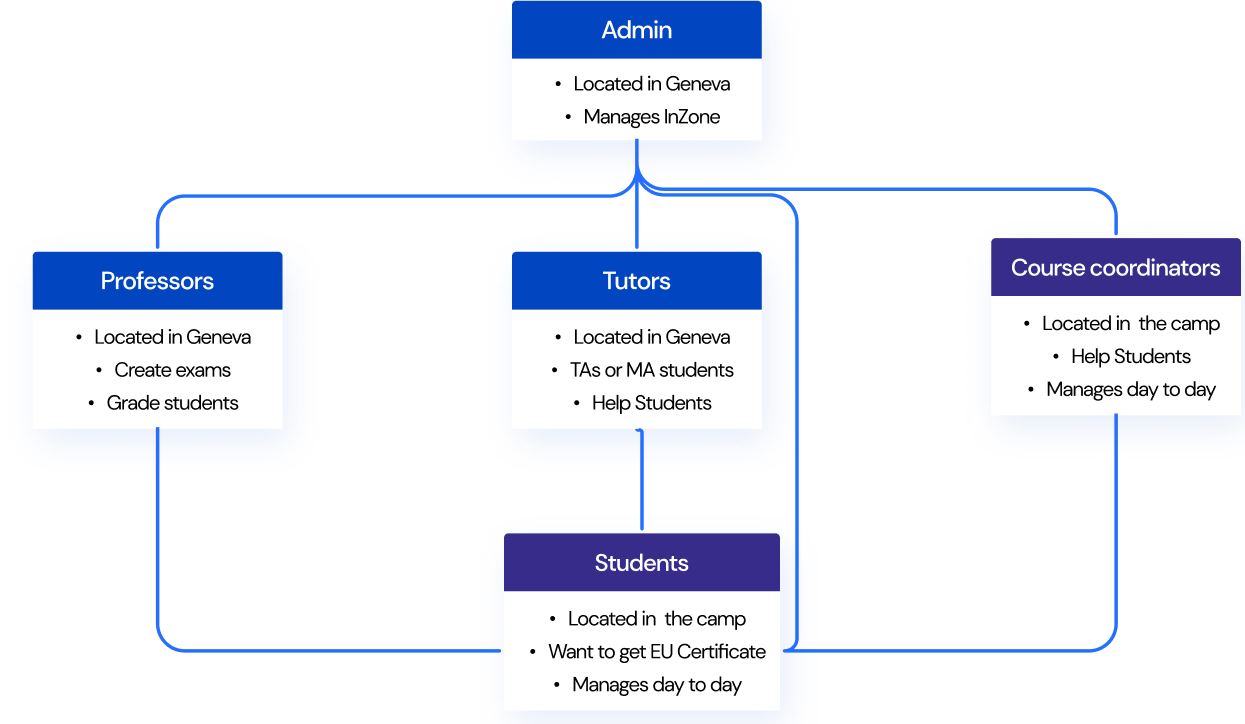 Admin
• Located in Geneva
• Manages InZone
Professors
• Located in Geneva
• Create exams
• Grade students
Tutors
• Located in Geneva
• TAs or MA students
• Help Students
Course coordinators
• Located in  the camp
• Help Students
• Manages day to day
Students
• Located in  the camp
• Want to get EU Certificate
• Manages day to day